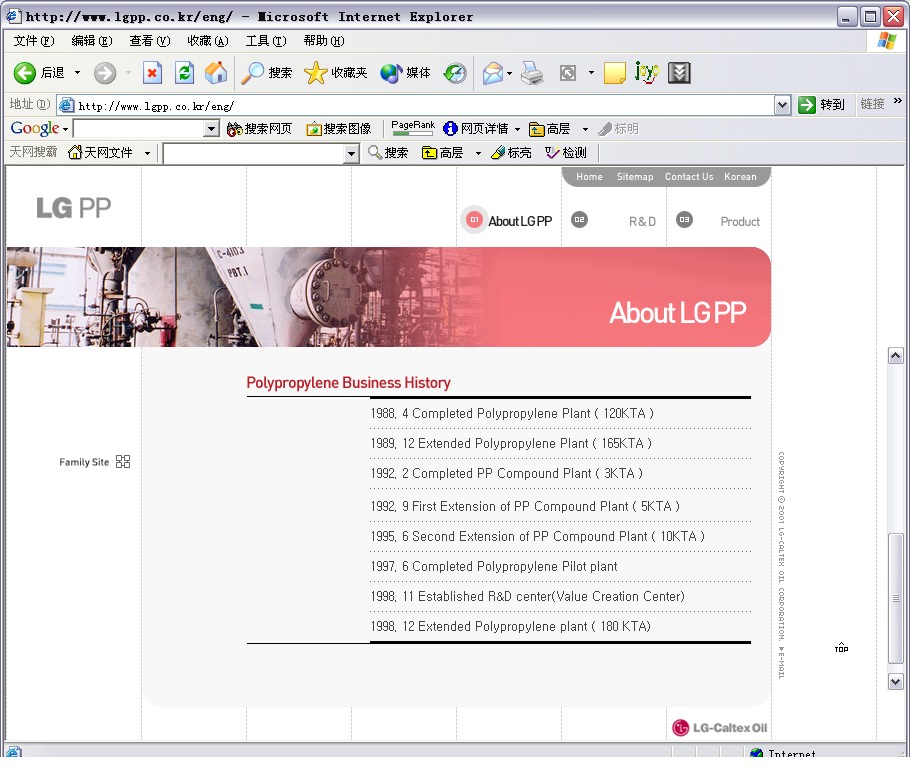 http://www.lgpp.co.kr/eng/ - Microsoft Internet Explorer
文件(F) 编辑(E) 查看(V) 收藏(A) 工具(T) 帮助(H)
后退 搜索 收藏夹 媒体
地址(D) http://www.lgpp.co.kr/eng/ 转到 链接 »
Google 搜索网页 搜索图像 PageRank 网页详情 高层 标明
天网搜霸 天网文件 搜索 高层 标亮 检测
Home Sitemap Contact Us Korean
LG PP
01 About LG PP 02 R&D 03 Product
C-4103
PBT.1
About LG PP
Polypropylene Business History
1988, 4 Completed Polypropylene Plant ( 120KTA )
1989, 12 Extended Polypropylene Plant ( 165KTA )
Family Site
1992, 2 Completed PP Compound Plant ( 3KTA )
1992, 9 First Extension of PP Compound Plant ( 5KTA )
1995, 6 Second Extension of PP Compound Plant ( 10KTA )
1997, 6 Completed Polypropylene Pilot plant
1998, 11 Established R&D center(Value Creation Center)
1998, 12 Extended Polypropylene plant ( 180 KTA)
COPYRIGHT © 2001 LG-CALTEX OIL CORPORATION. ▶E-MAIL
TOP
LG-Caltex Oil
Internet